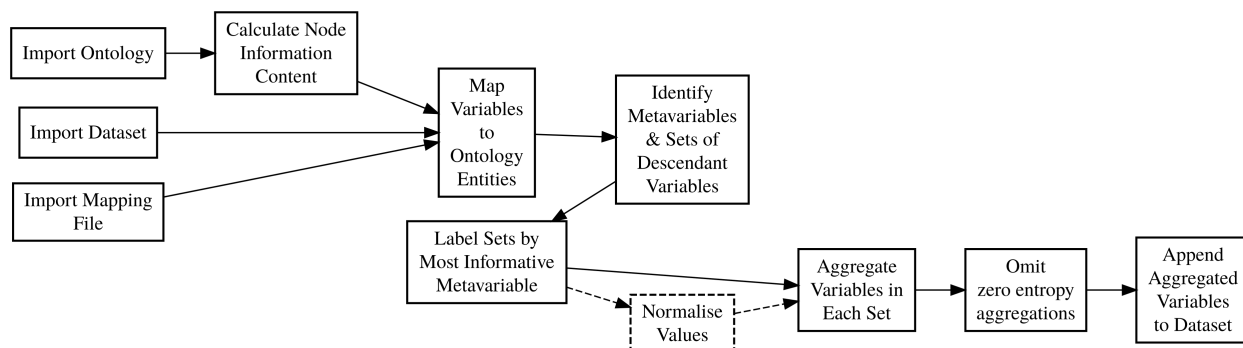 Import Ontology
Calculate Node
Information
Content
Import Dataset
Import Mapping
File
Map
Variables
to
Ontology
Entities
Identify
Metavariables
& Sets of
Descendant
Variables
Label Sets by
Most Informative
Metavariable
Normalise
Values
Aggregate
Variables in
Each Set
Omit
zero entropy
aggregations
Append
Aggregated
Variables
to Dataset